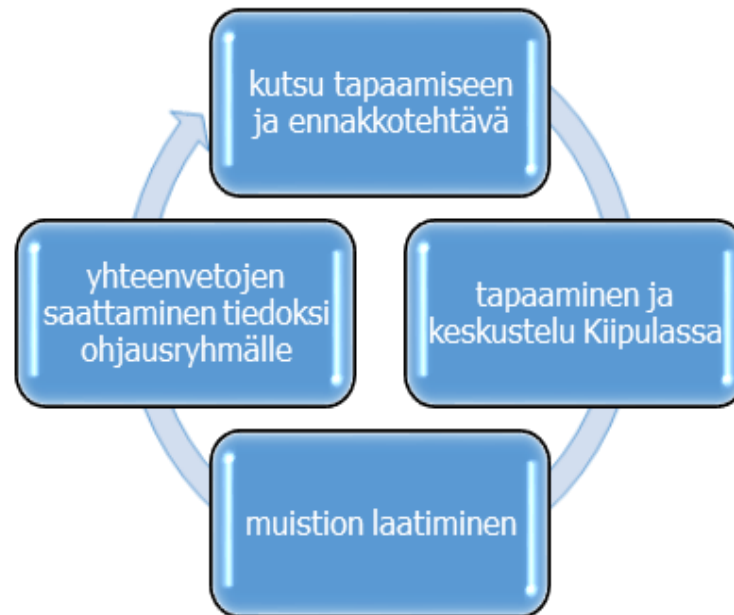 kutsu tapaamiseen
ja ennakkotehtävä
tapaaminen ja
keskustelu Kiipulassa
muistion laatiminen
yhteenvetojen
saattaminen tiedoksi
ohjausryhmälle